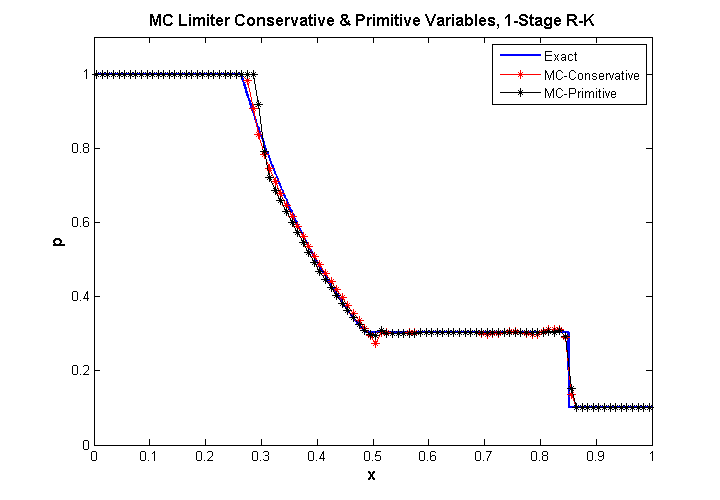 MC Limiter Conservative & Primitive Variables, 1-Stage R-K
Exact
MC-Conservative
MC-Primitive
1
0.8
0.6
0.4
0.2
0
p
0 0.1 0.2 0.3 0.4 0.5 0.6 0.7 0.8 0.9 1
x